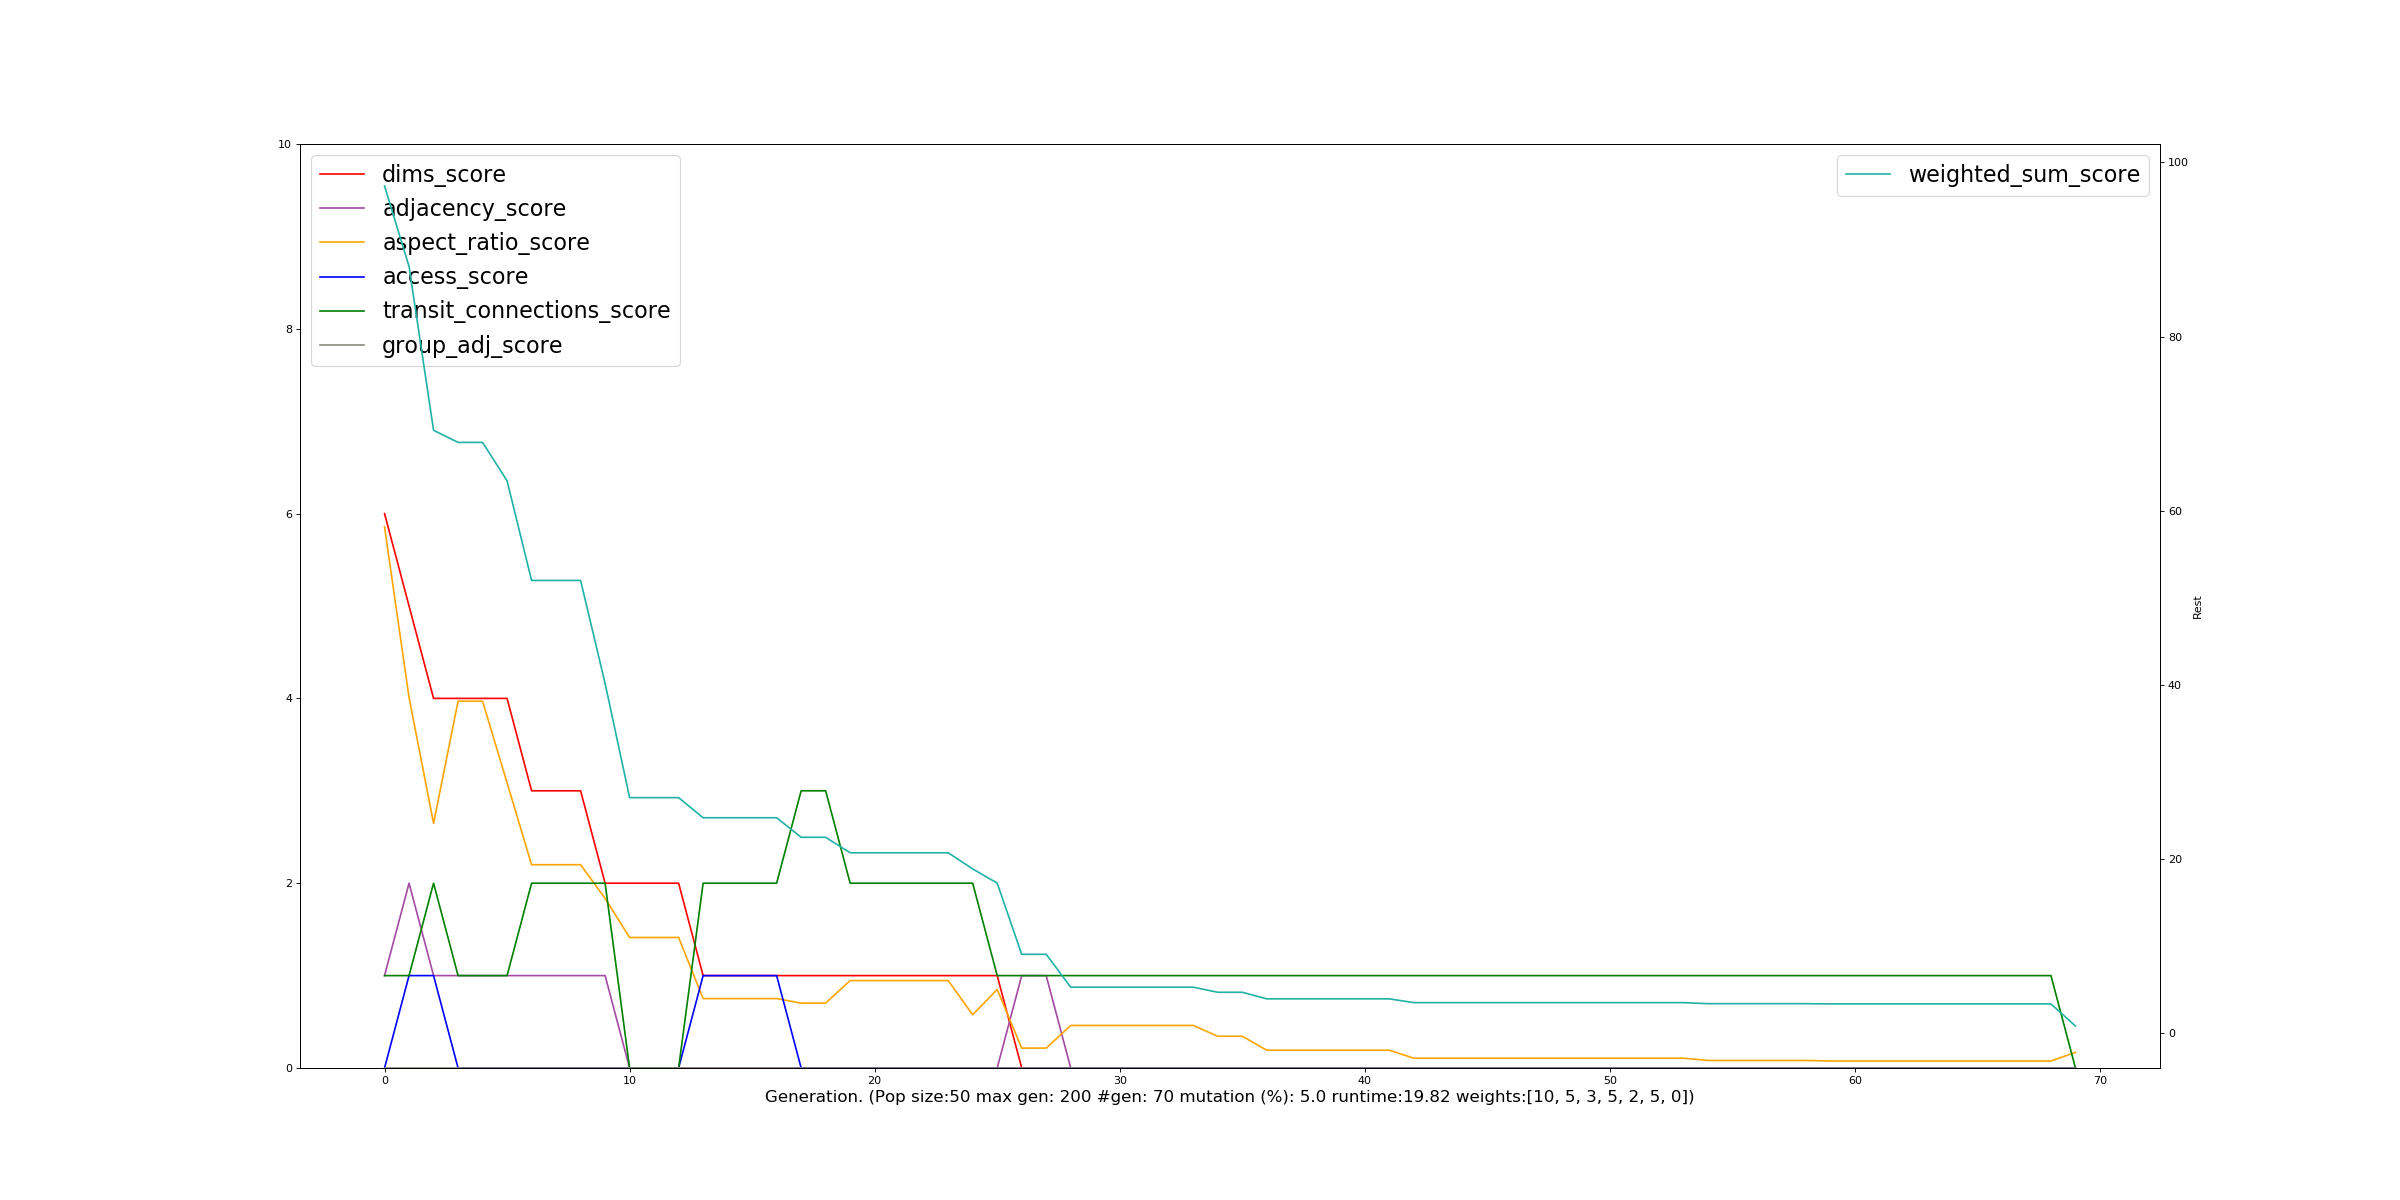 dims_score
adjacency_score
aspect_ratio_score
access_score
transit_connections_score
group_adj_score
weighted_sum_score
10
8
6
4
2
0
100
80
60
40
20
0
Rest
0 10 20 30 40 50 60 70
Generation. (Pop size:50 max gen: 200 #gen: 70 mutation (%): 5.0 runtime:19.82 weights:[10, 5, 3, 5, 2, 5, 0])